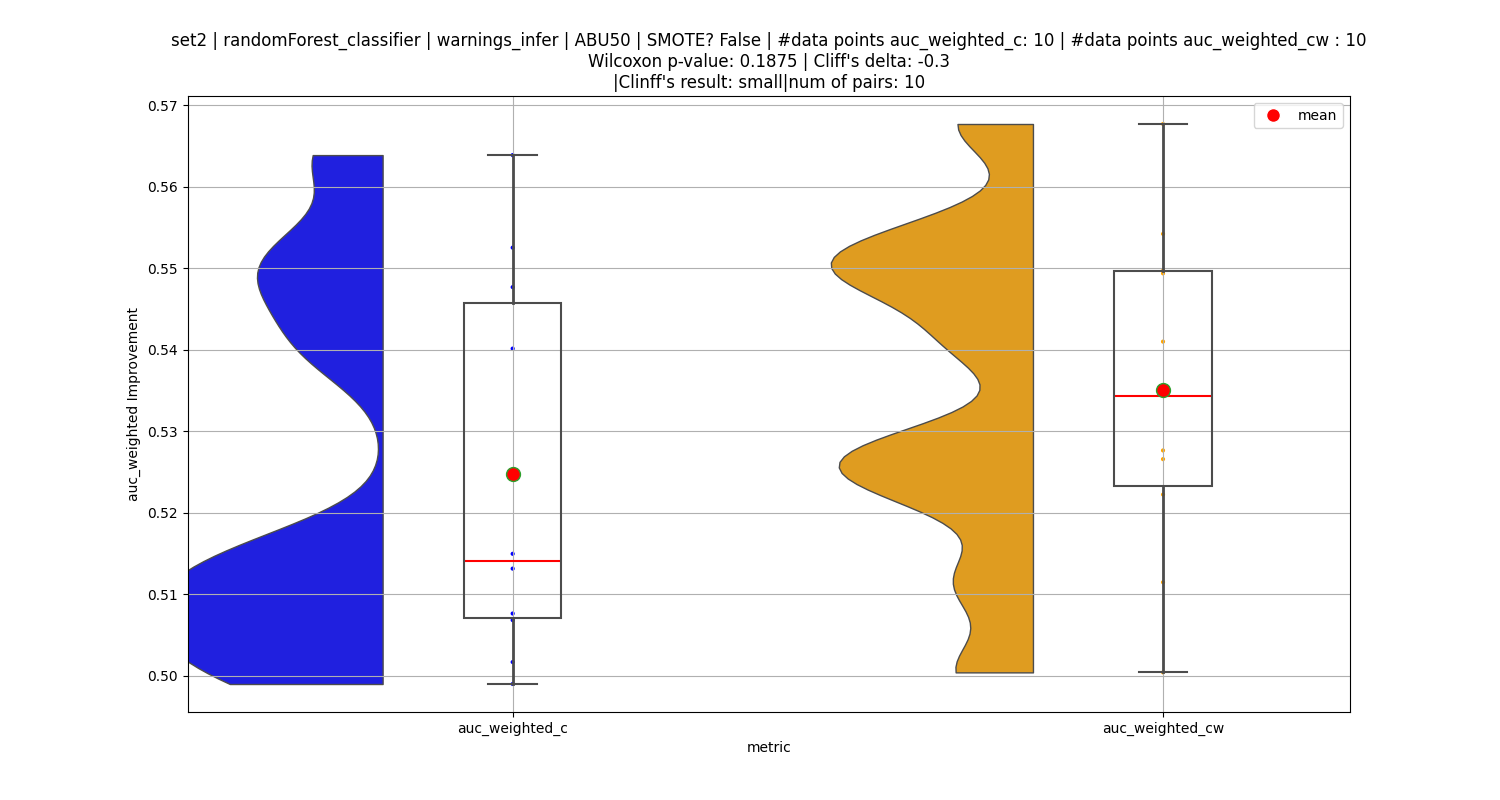 set2 | randomForest_classifier | warnings_infer | ABU50 | SMOTE? False | #data points auc_weighted_c: 10 | #data points auc_weighted_cw : 10
Wilcoxon p-value: 0.1875 | Cliff's delta: -0.3
|Clinff's result: small|num of pairs: 10
mean
0.57
0.56
0.55
0.54
0.53
0.52
0.51
0.50
auc_weighted Improvement
auc_weighted_c
auc_weighted_cw
metric